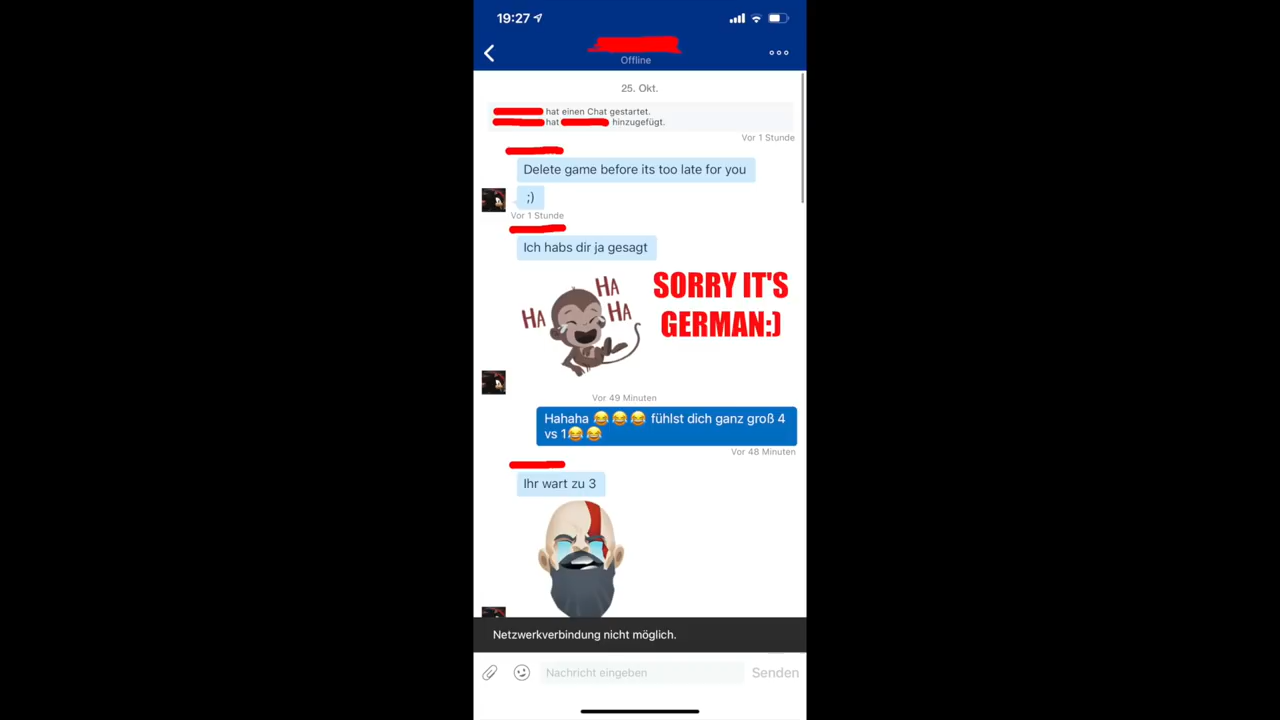 19:27
Offline
25. Okt.
hat einen Chat gestartet.
hat hinzugefügt.
Vor 1 Stunde
Delete game before its too late for you
;)
Vor 1 Stunde
Ich habs dir ja gesagt
HA HA HA
SORRY IT'S
GERMAN:)
Vor 49 Minuten
Hahaha 😂😂😂 fühlst dich ganz groß 4
vs 1😂😂
Vor 48 Minuten
Ihr wart zu 3
Netzwerkverbindung nicht möglich.
Nachricht eingeben
Senden